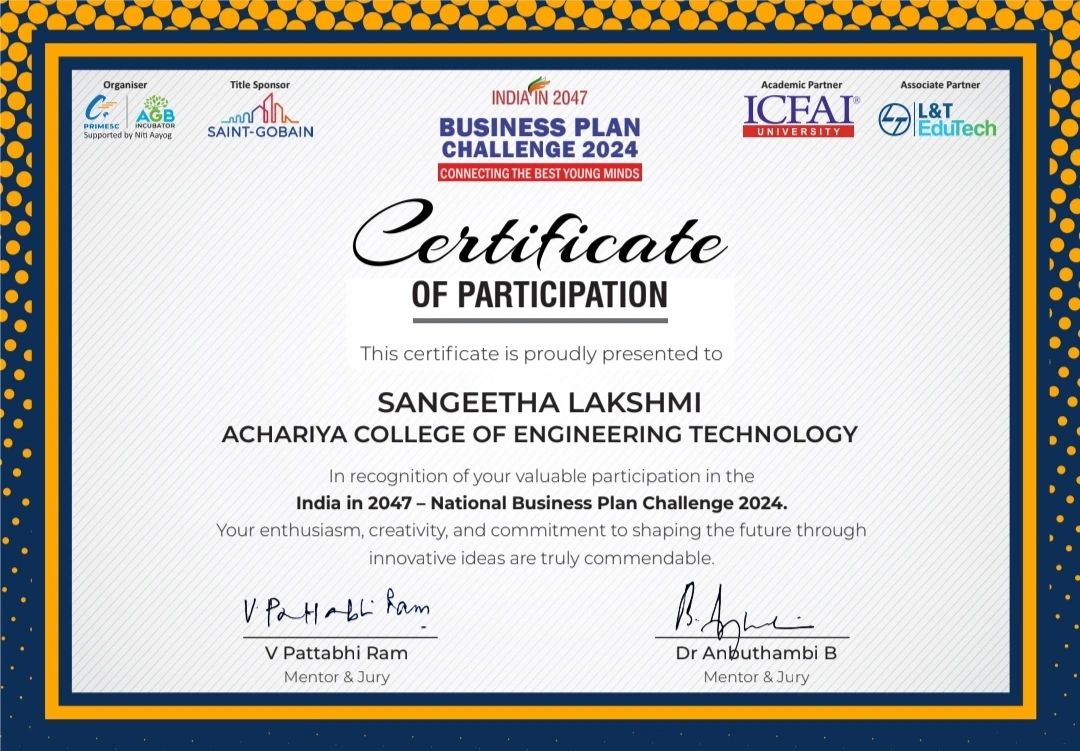 Organiser
PRIMESC
AGB
INCUBATOR
Supported by Niti Aayog
Title Sponsor
SAINT-GOBAIN
INDIA IN 2047
BUSINESS PLAN
CHALLENGE 2024
CONNECTING THE BEST YOUNG MINDS
Academic Partner
ICFAI®
UNIVERSITY
Associate Partner
L&T
EduTech
Certificate
OF PARTICIPATION
This certificate is proudly presented to
SANGEETHA LAKSHMI
ACHARIYA COLLEGE OF ENGINEERING TECHNOLOGY
In recognition of your valuable participation in the
India in 2047 – National Business Plan Challenge 2024.
Your enthusiasm, creativity, and commitment to shaping the future through
innovative ideas are truly commendable.
V Pattabhi Ram
V Pattabhi Ram
Mentor & Jury
Dr Anbuthambi B
Mentor & Jury